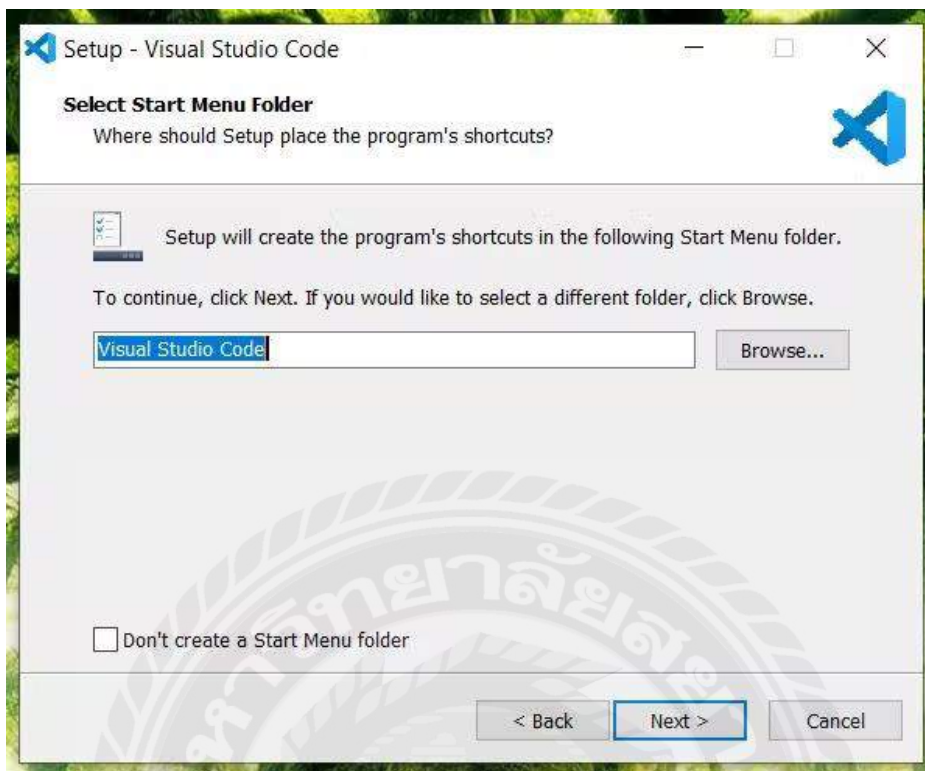 Setup - Visual Studio Code
Select Start Menu Folder
Where should Setup place the program's shortcuts?
Setup will create the program's shortcuts in the following Start Menu folder.
To continue, click Next. If you would like to select a different folder, click Browse.
Visual Studio Code
Browse...
Don't create a Start Menu folder
< Back
Next >
Cancel